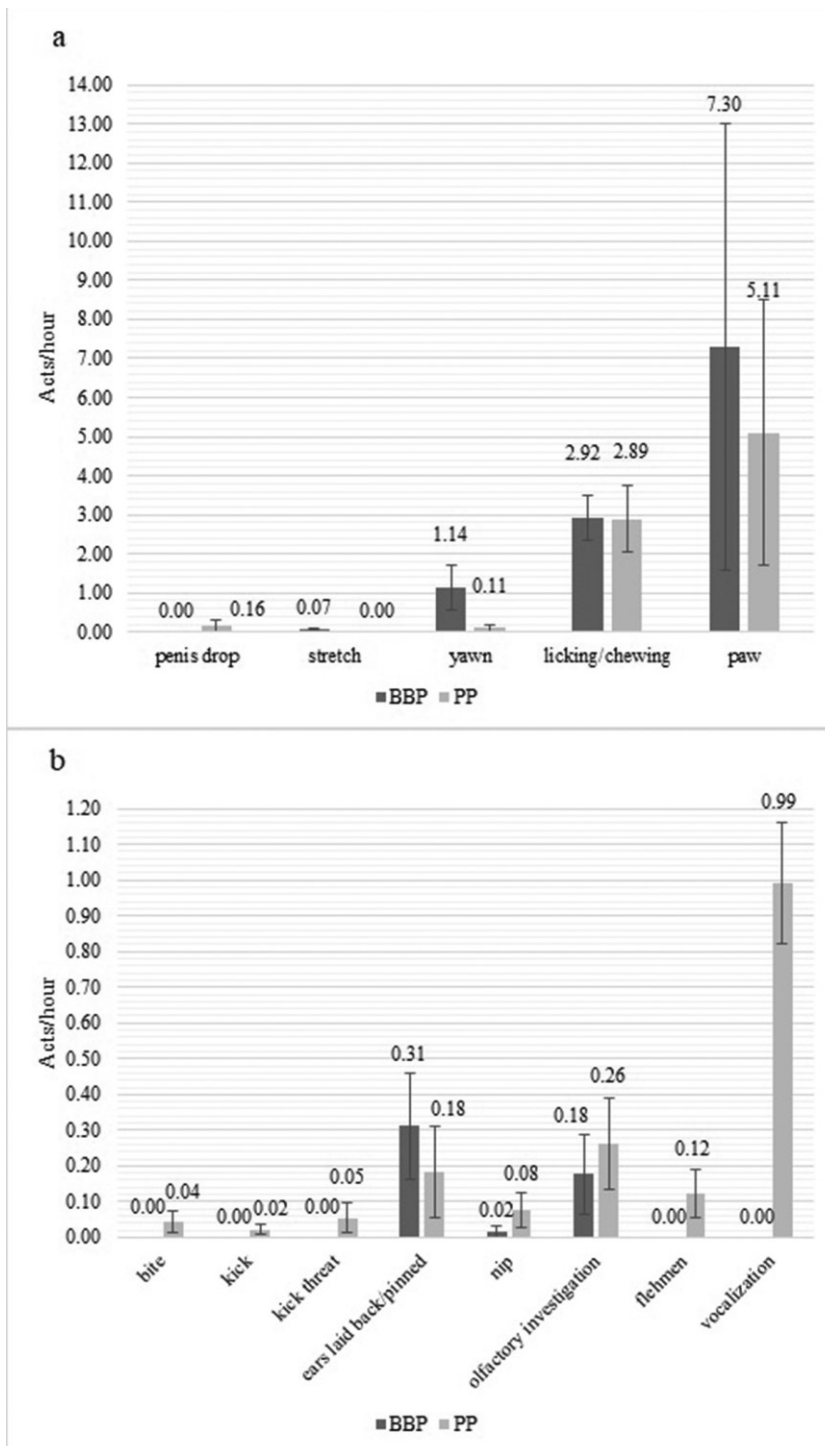 a
14.00
13.00
12.00
11.00
10.00
9.00
8.00
7.00
6.00
5.00
4.00
3.00
2.00
1.00
0.00
Acts/hour
0.00 0.16 0.07 0.00 1.14 0.11 2.92 2.89 7.30 5.11
penis drop stretch yawn licking/chewing paw
BBP PP
b
1.20
1.10
1.00
0.90
0.80
0.70
0.60
0.50
0.40
0.30
0.20
0.10
0.00
Acts/hour
0.00 0.04 0.00 0.02 0.00 0.05 0.31 0.18 0.02 0.08 0.18 0.26 0.00 0.12 0.00 0.99
bite
kick
kick threat
ears laid back/pinned
nip
olfactory investigation
flehmen
vocalization
BBP PP